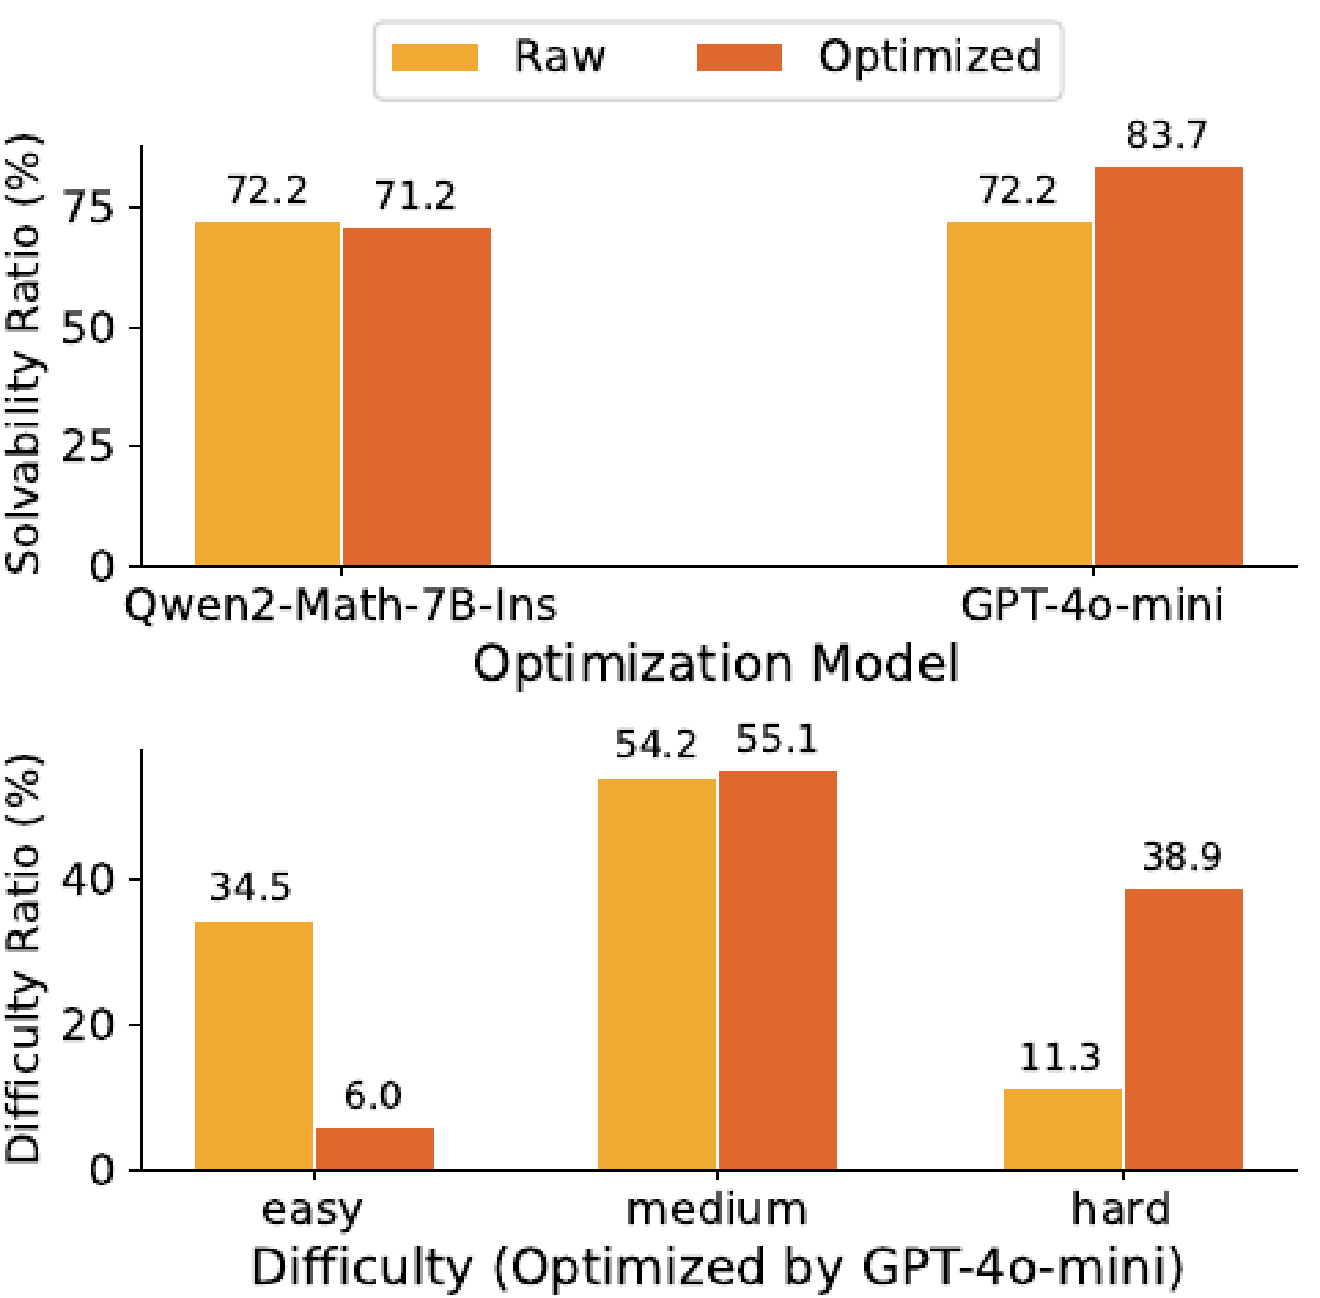 Raw Optimized
Solvability Ratio (%)
75
50
25
0
72.2 71.2 72.2 83.7
Qwen2-Math-7B-Ins GPT-4o-mini
Optimization Model
Difficulty Ratio (%)
40
20
0
34.5 6.0 54.2 55.1 11.3 38.9
easy medium hard
Difficulty (Optimized by GPT-4o-mini)